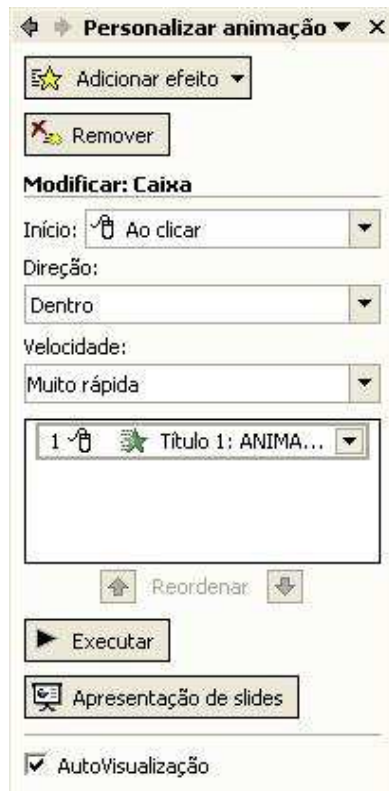 Personalizar animação
Adicionar efeito
Remover
Modificar: Caixa
Início: Ao clicar
Direção:
Dentro
Velocidade:
Muito rápida
1 Título 1: ANIMA...
Reordenar
Executar
Apresentação de slides
AutoVisualização